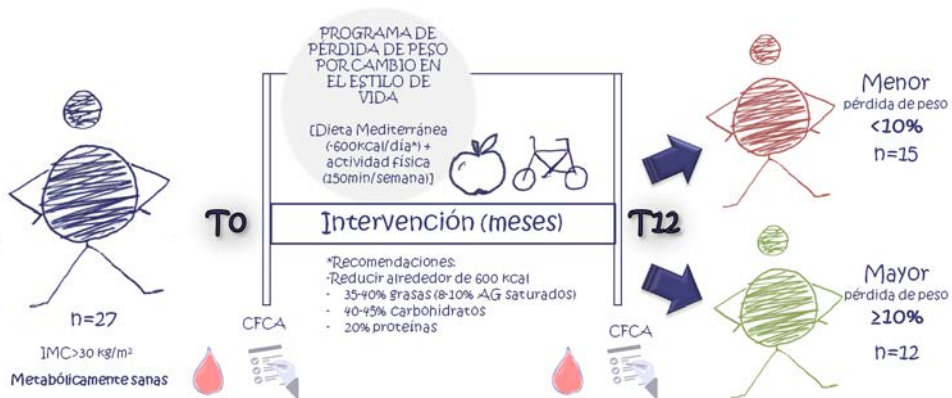 PROGRAMA DE
PÉRDIDA DE PESO
POR CAMBIO EN
EL ESTILO DE
VIDA
[Dieta Mediterránea
(-600kcal/día*) +
actividad física
(150min/semanal]
n=27
IMC>30 kg/m²
Metabólicamente sanas
T0
CFCA
Intervención (meses)
*Recomendaciones:
-Reducir alrededor de 600 kcal
- 35-40% grasas (8-10% AG saturados)
- 40-45% carbohidratos
- 20% proteínas
T12
CFCA
Menor
pérdida de peso
<10%
n=15
Mayor
pérdida de peso
≥10%
n=12